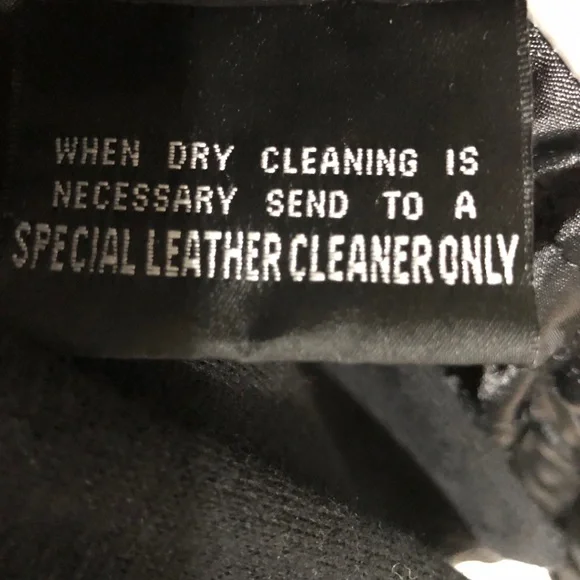 WHEN DRY CLEANING IS
NECESSARY SEND TO A
SPECIAL LEATHER CLEANER ONLY